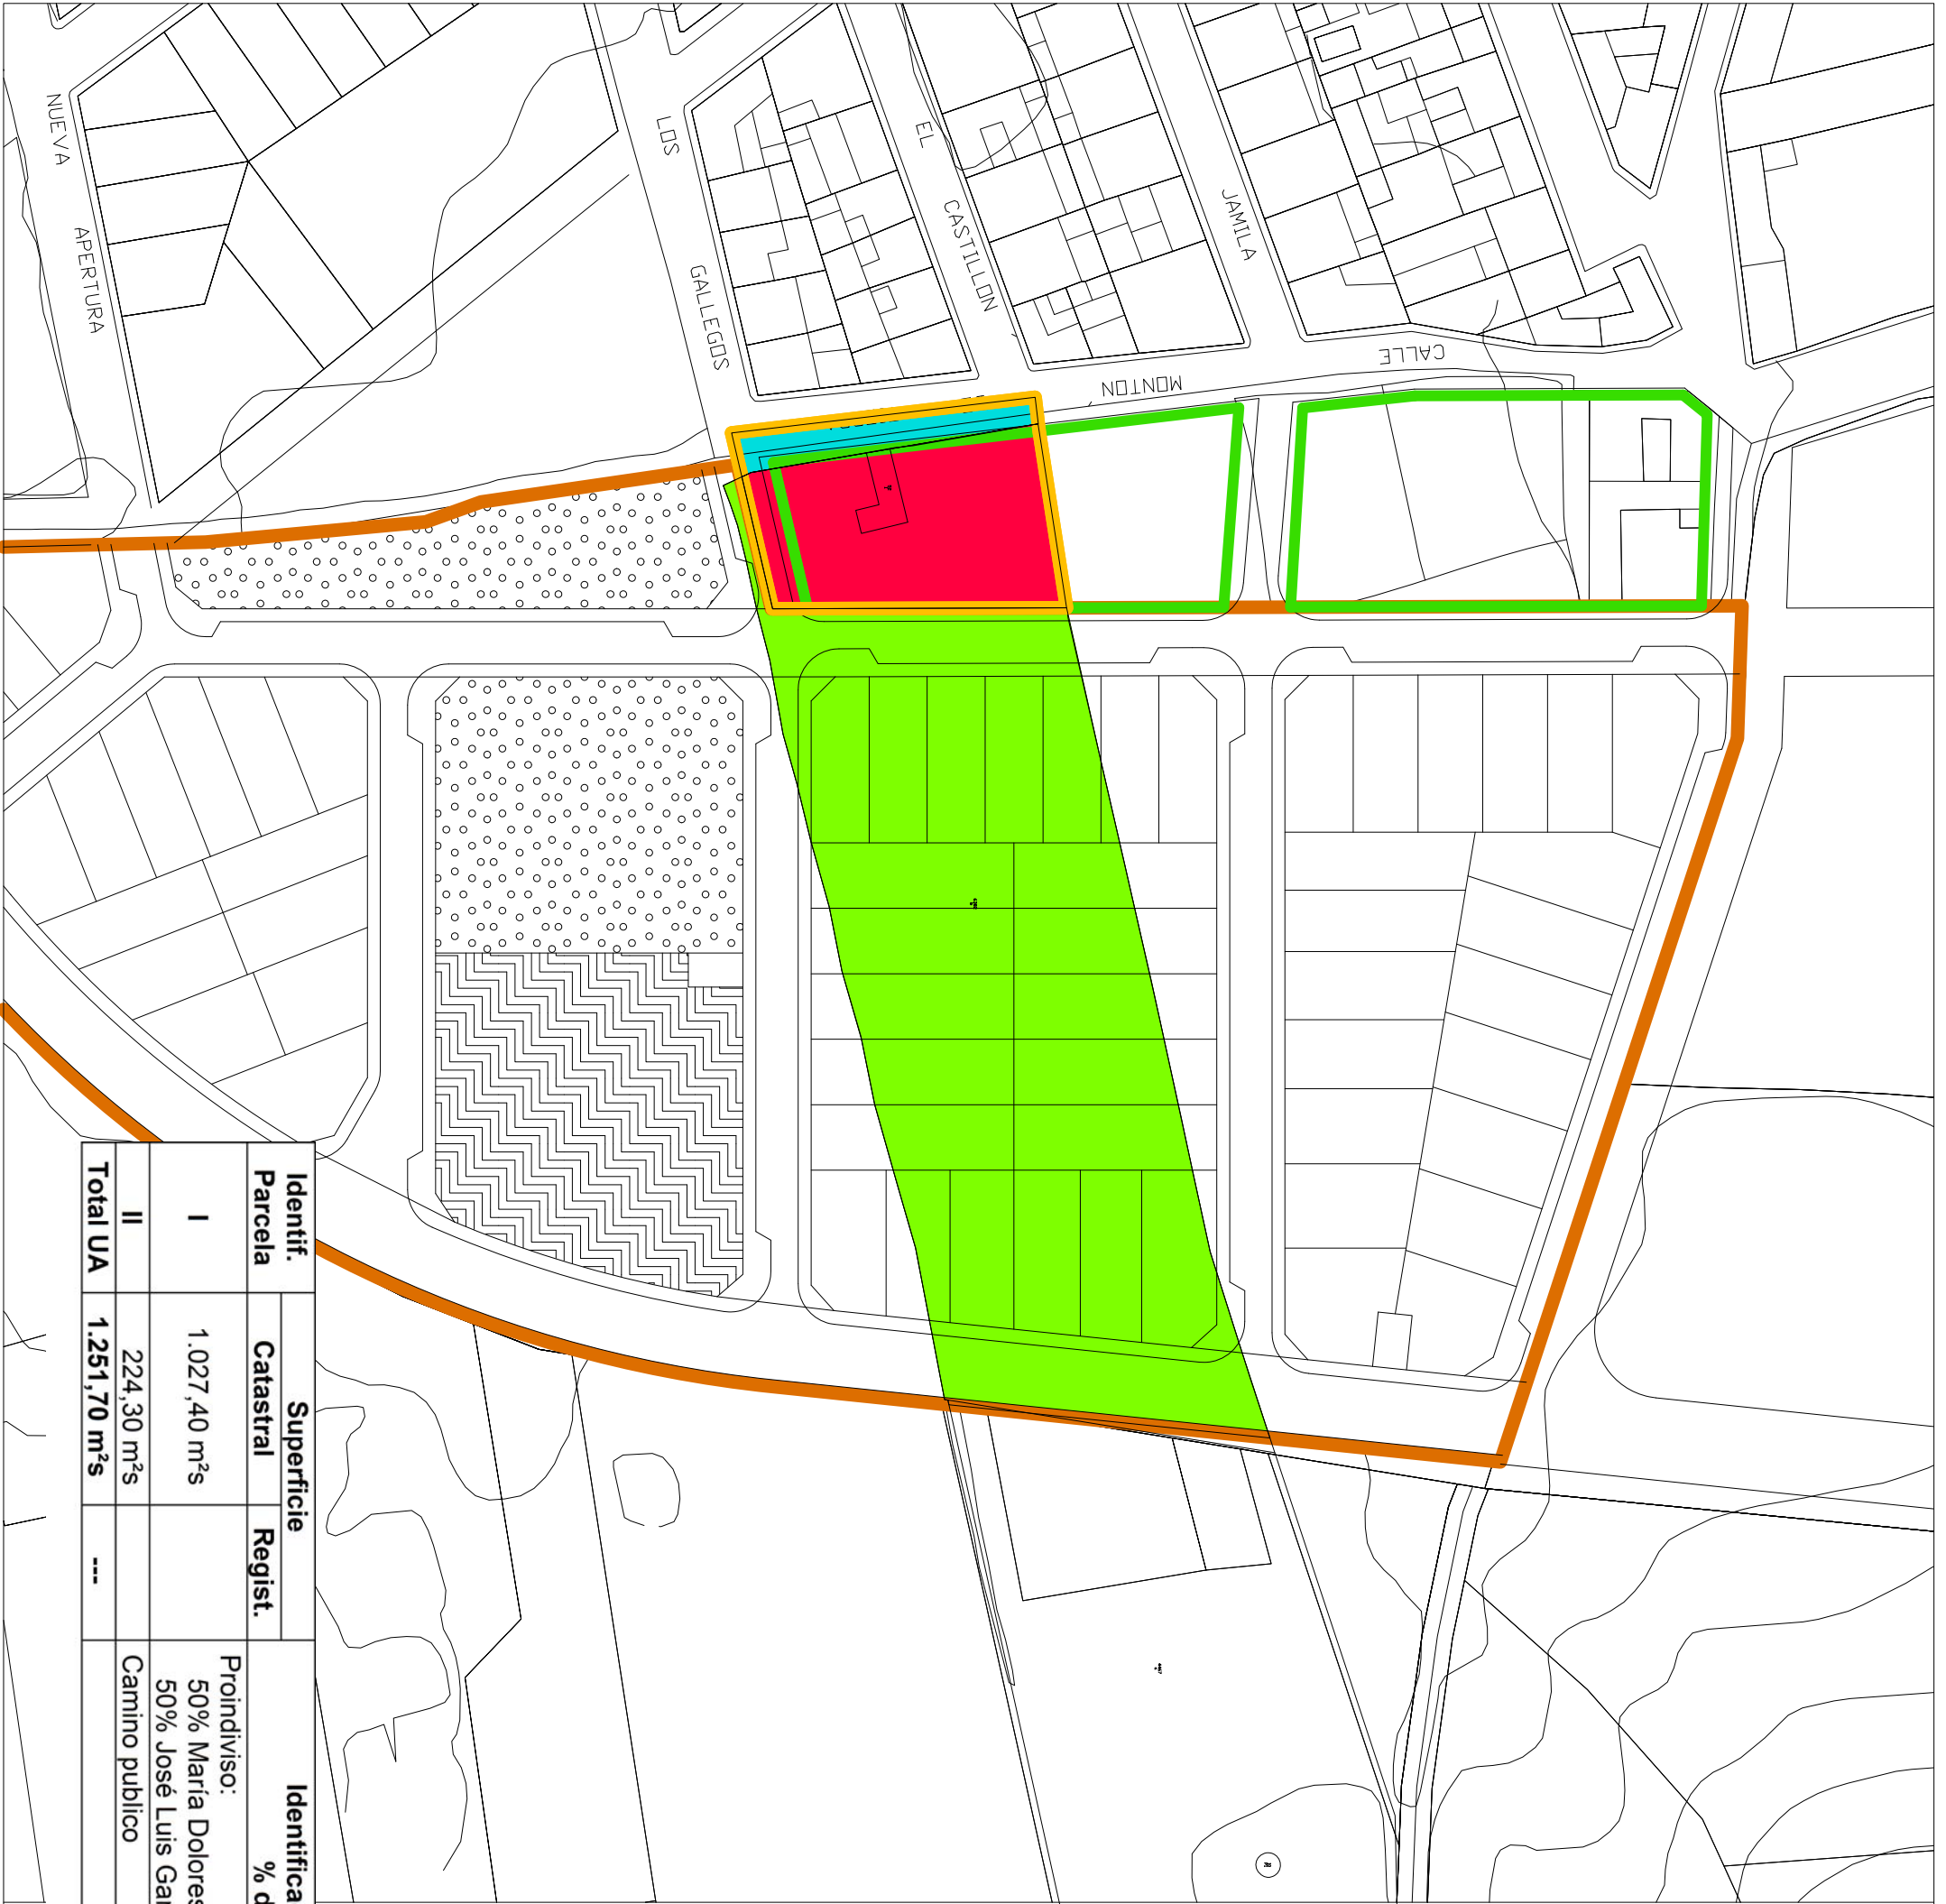 NUEVA APERTURA
LOS GALLEGOS
EL CASTILLON
JAMILA
CALLE
MONTON
Identif. Parcela
Superficie
Catastral
Regist.
Identifica
% d
I
1.027,40 m²s
Proindiviso:
50% María Dolores
50% José Luis Gar
II
224,30 m²s
Camino publico
Total UA
1.251,70 m²s
---